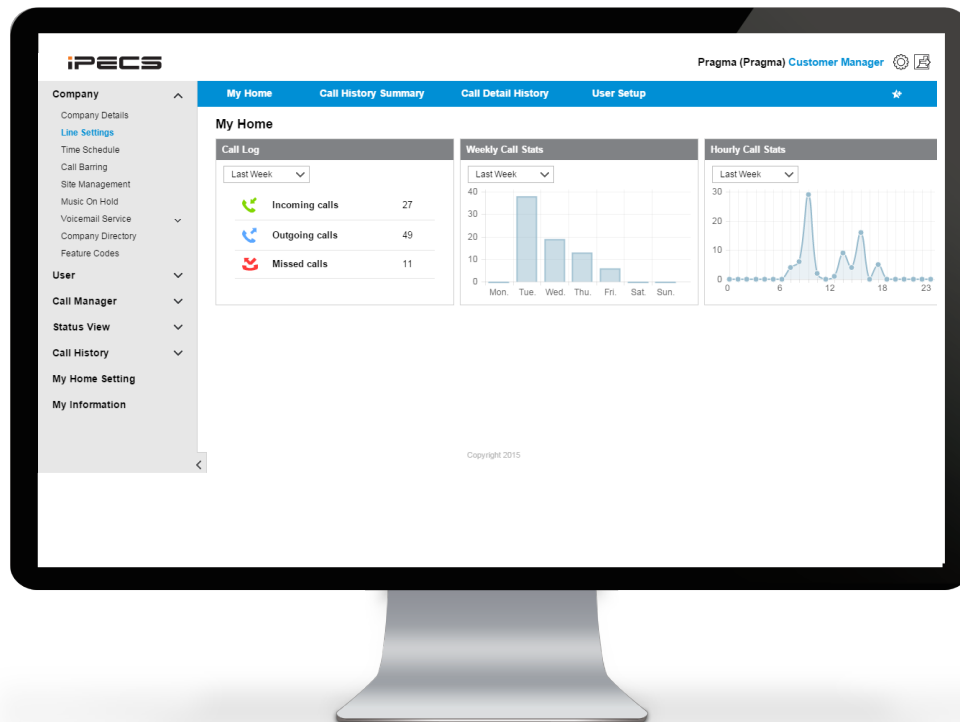 iPECS
Pragma (Pragma) Customer Manager
Company
Company Details
Line Settings
Time Schedule
Call Barring
Site Management
Music On Hold
Voicemail Service
Company Directory
Feature Codes
User
Call Manager
Status View
Call History
My Home Setting
My Information
My Home Call History Summary Call Detail History User Setup
My Home
Call Log
Last Week
Incoming calls 27
Outgoing calls 49
Missed calls 11
Weekly Call Stats
Last Week
40
30
20
10
0
Mon. Tue. Wed. Thu. Fri. Sat. Sun.
Hourly Call Stats
Last Week
30
20
10
0
0 6 12 18 23
Copyright 2015